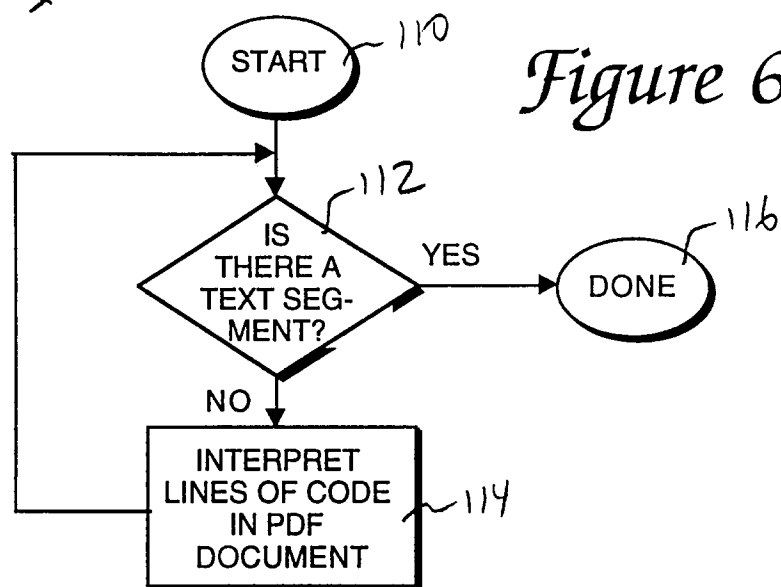 START
110
Figure 6
112
IS
THERE A
TEXT SEG-
MENT?
YES
DONE
116
NO
INTERPRET
LINES OF CODE
IN PDF
DOCUMENT
114